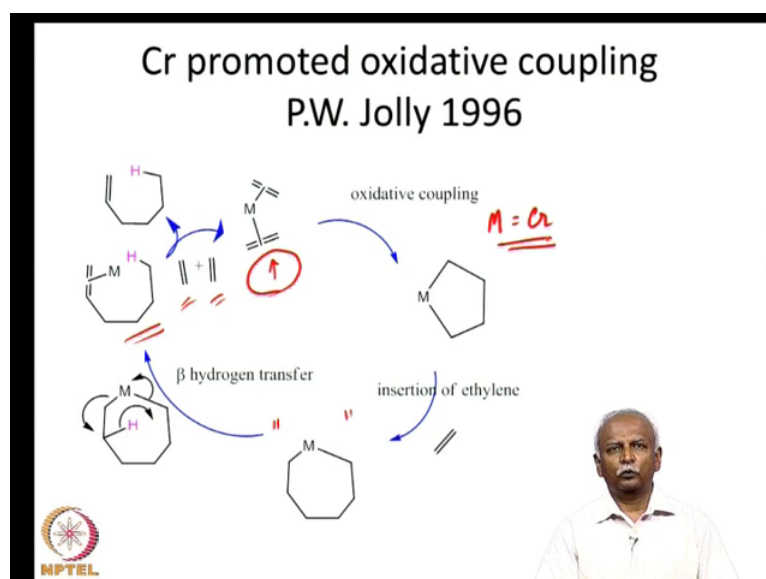 Cr promoted oxidative coupling
P.W. Jolly 1996
H
M
oxidative coupling
M = Cr
H
M
+
M
β hydrogen transfer
insertion of ethylene
M
H
M
NPTEL